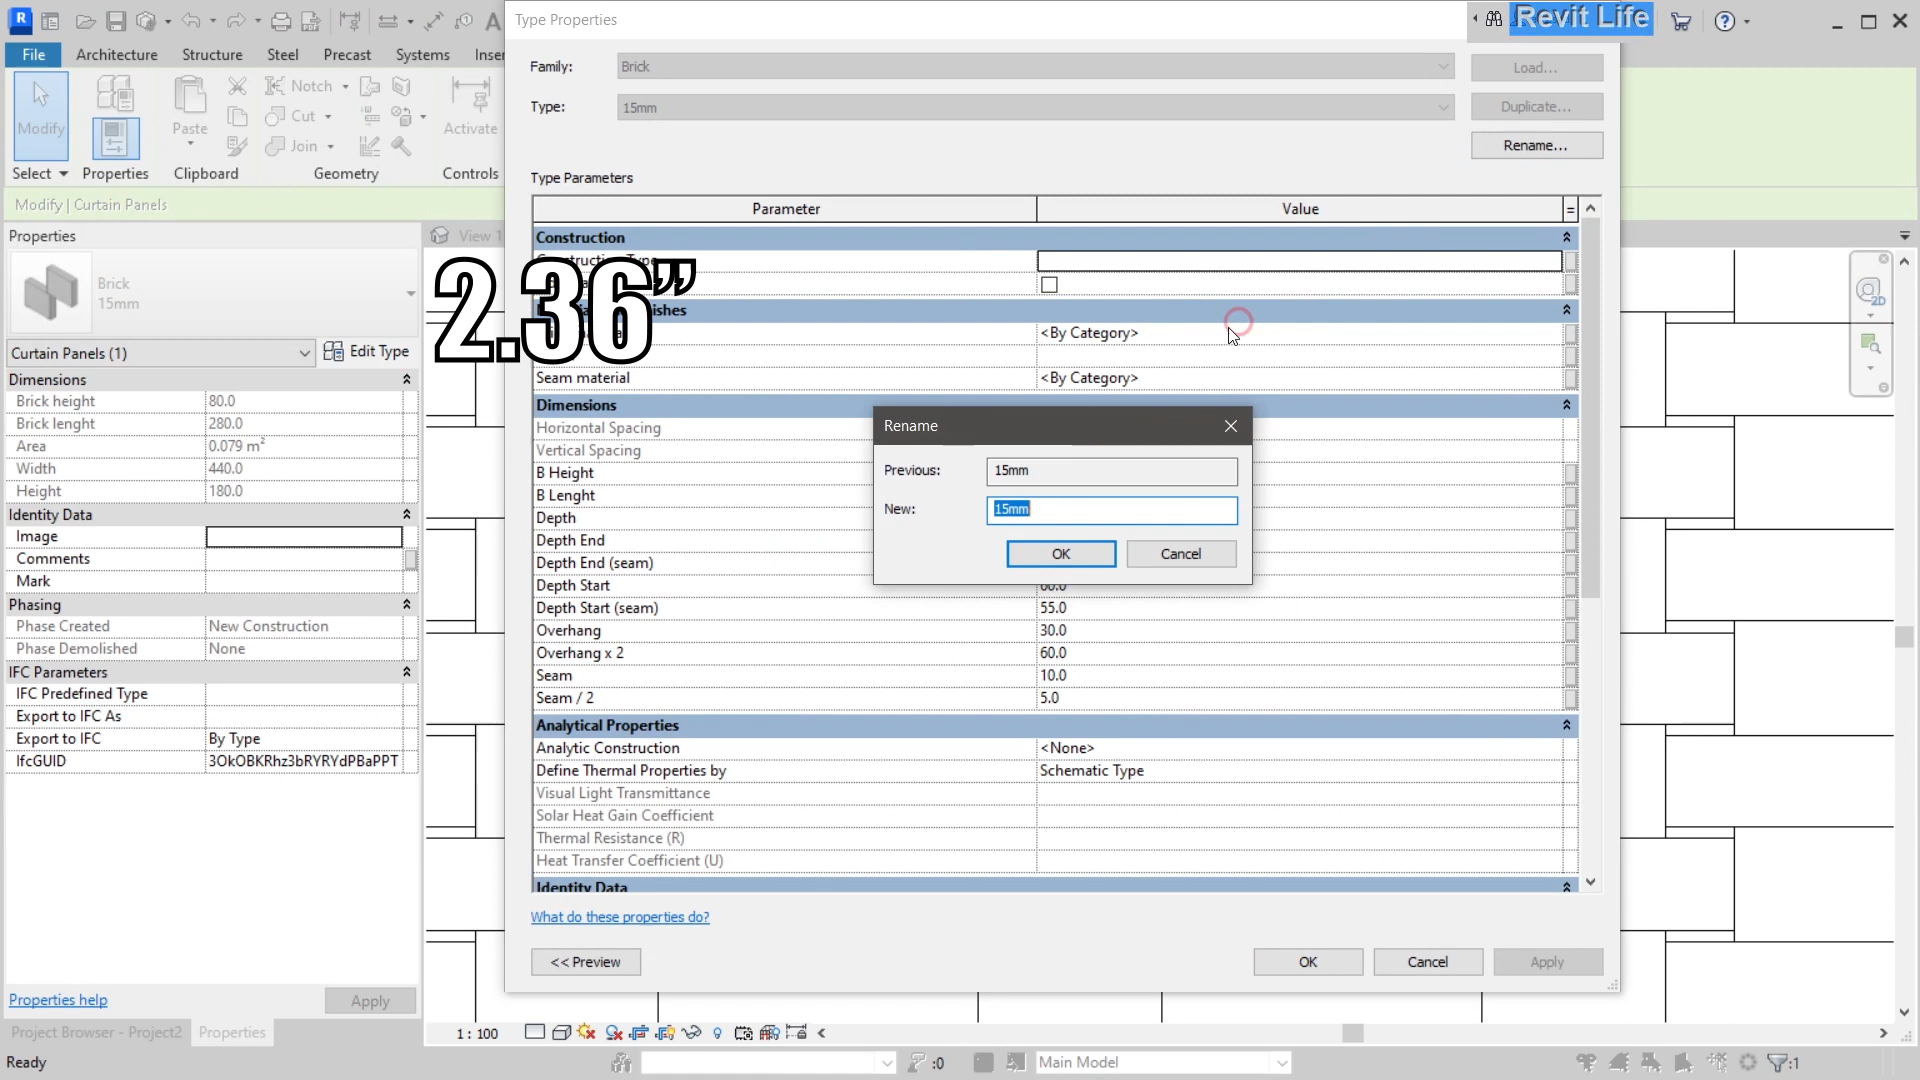 Type Properties
Revit Life
File Architecture Structure Steel Precast Systems
Family: Brick Load...
Type: 15mm Duplicate...
Rename...
Modify Paste Notch Cut Join Activate
Select Properties Clipboard Geometry Controls
Type Parameters
Modify | Curtain Panels
Parameter Value =
Properties
View 1
Construction
Brick
15mm
2.36”
<By Category>
Seam material <By Category>
Curtain Panels (1) Edit Type
Dimensions
Brick height 80.0
Brick lenght 280.0
Area 0.079 m²
Width 440.0
Height 180.0
Identity Data
Image
Comments
Mark
Phasing
Phase Created New Construction
Phase Demolished None
IFC Parameters
IFC Predefined Type
Export to IFC As
Export to IFC By Type
IfcGUID 3OkOBKRhz3bRYRYdPBaPPT
Dimensions
Horizontal Spacing
Vertical Spacing
B Height
B Lenght
Depth
Depth End
Depth End (seam)
Depth Start 60.0
Depth Start (seam) 55.0
Overhang 30.0
Overhang x 2 60.0
Seam 10.0
Seam / 2 5.0
Rename
Previous: 15mm
New: 15mm
OK Cancel
Analytical Properties
Analytic Construction <None>
Define Thermal Properties by Schematic Type
Visual Light Transmittance
Solar Heat Gain Coefficient
Thermal Resistance (R)
Heat Transfer Coefficient (U)
Identity Data
What do these properties do?
<< Preview OK Cancel Apply
Properties help Apply
Project Browser - Project2 Properties
1 : 100
Ready :0 Main Model :1